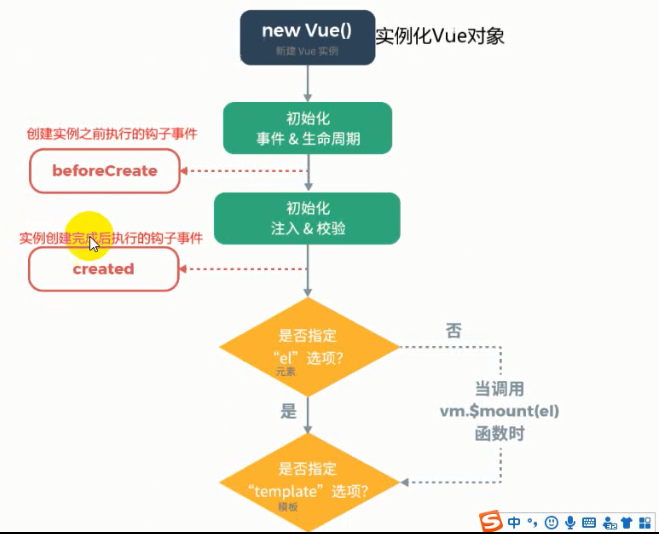 new Vue()
新建 Vue 实例
实例化Vue对象
初始化
事件 & 生命周期
创建实例之前执行的钩子事件
beforeCreate
初始化
注入 & 校验
实例创建完成后执行的钩子事件
created
是否指定
“el”选项？
元素
否
是
当调用
vm.$mount(el)
函数时
是否指定
“template”选项？
模板
S中